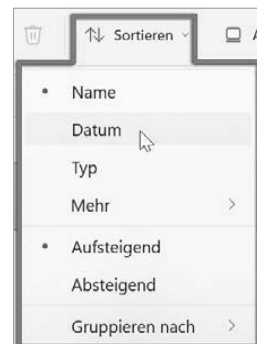 Sortieren
Name
Datum
Typ
Mehr
Aufsteigend
Absteigend
Gruppieren nach